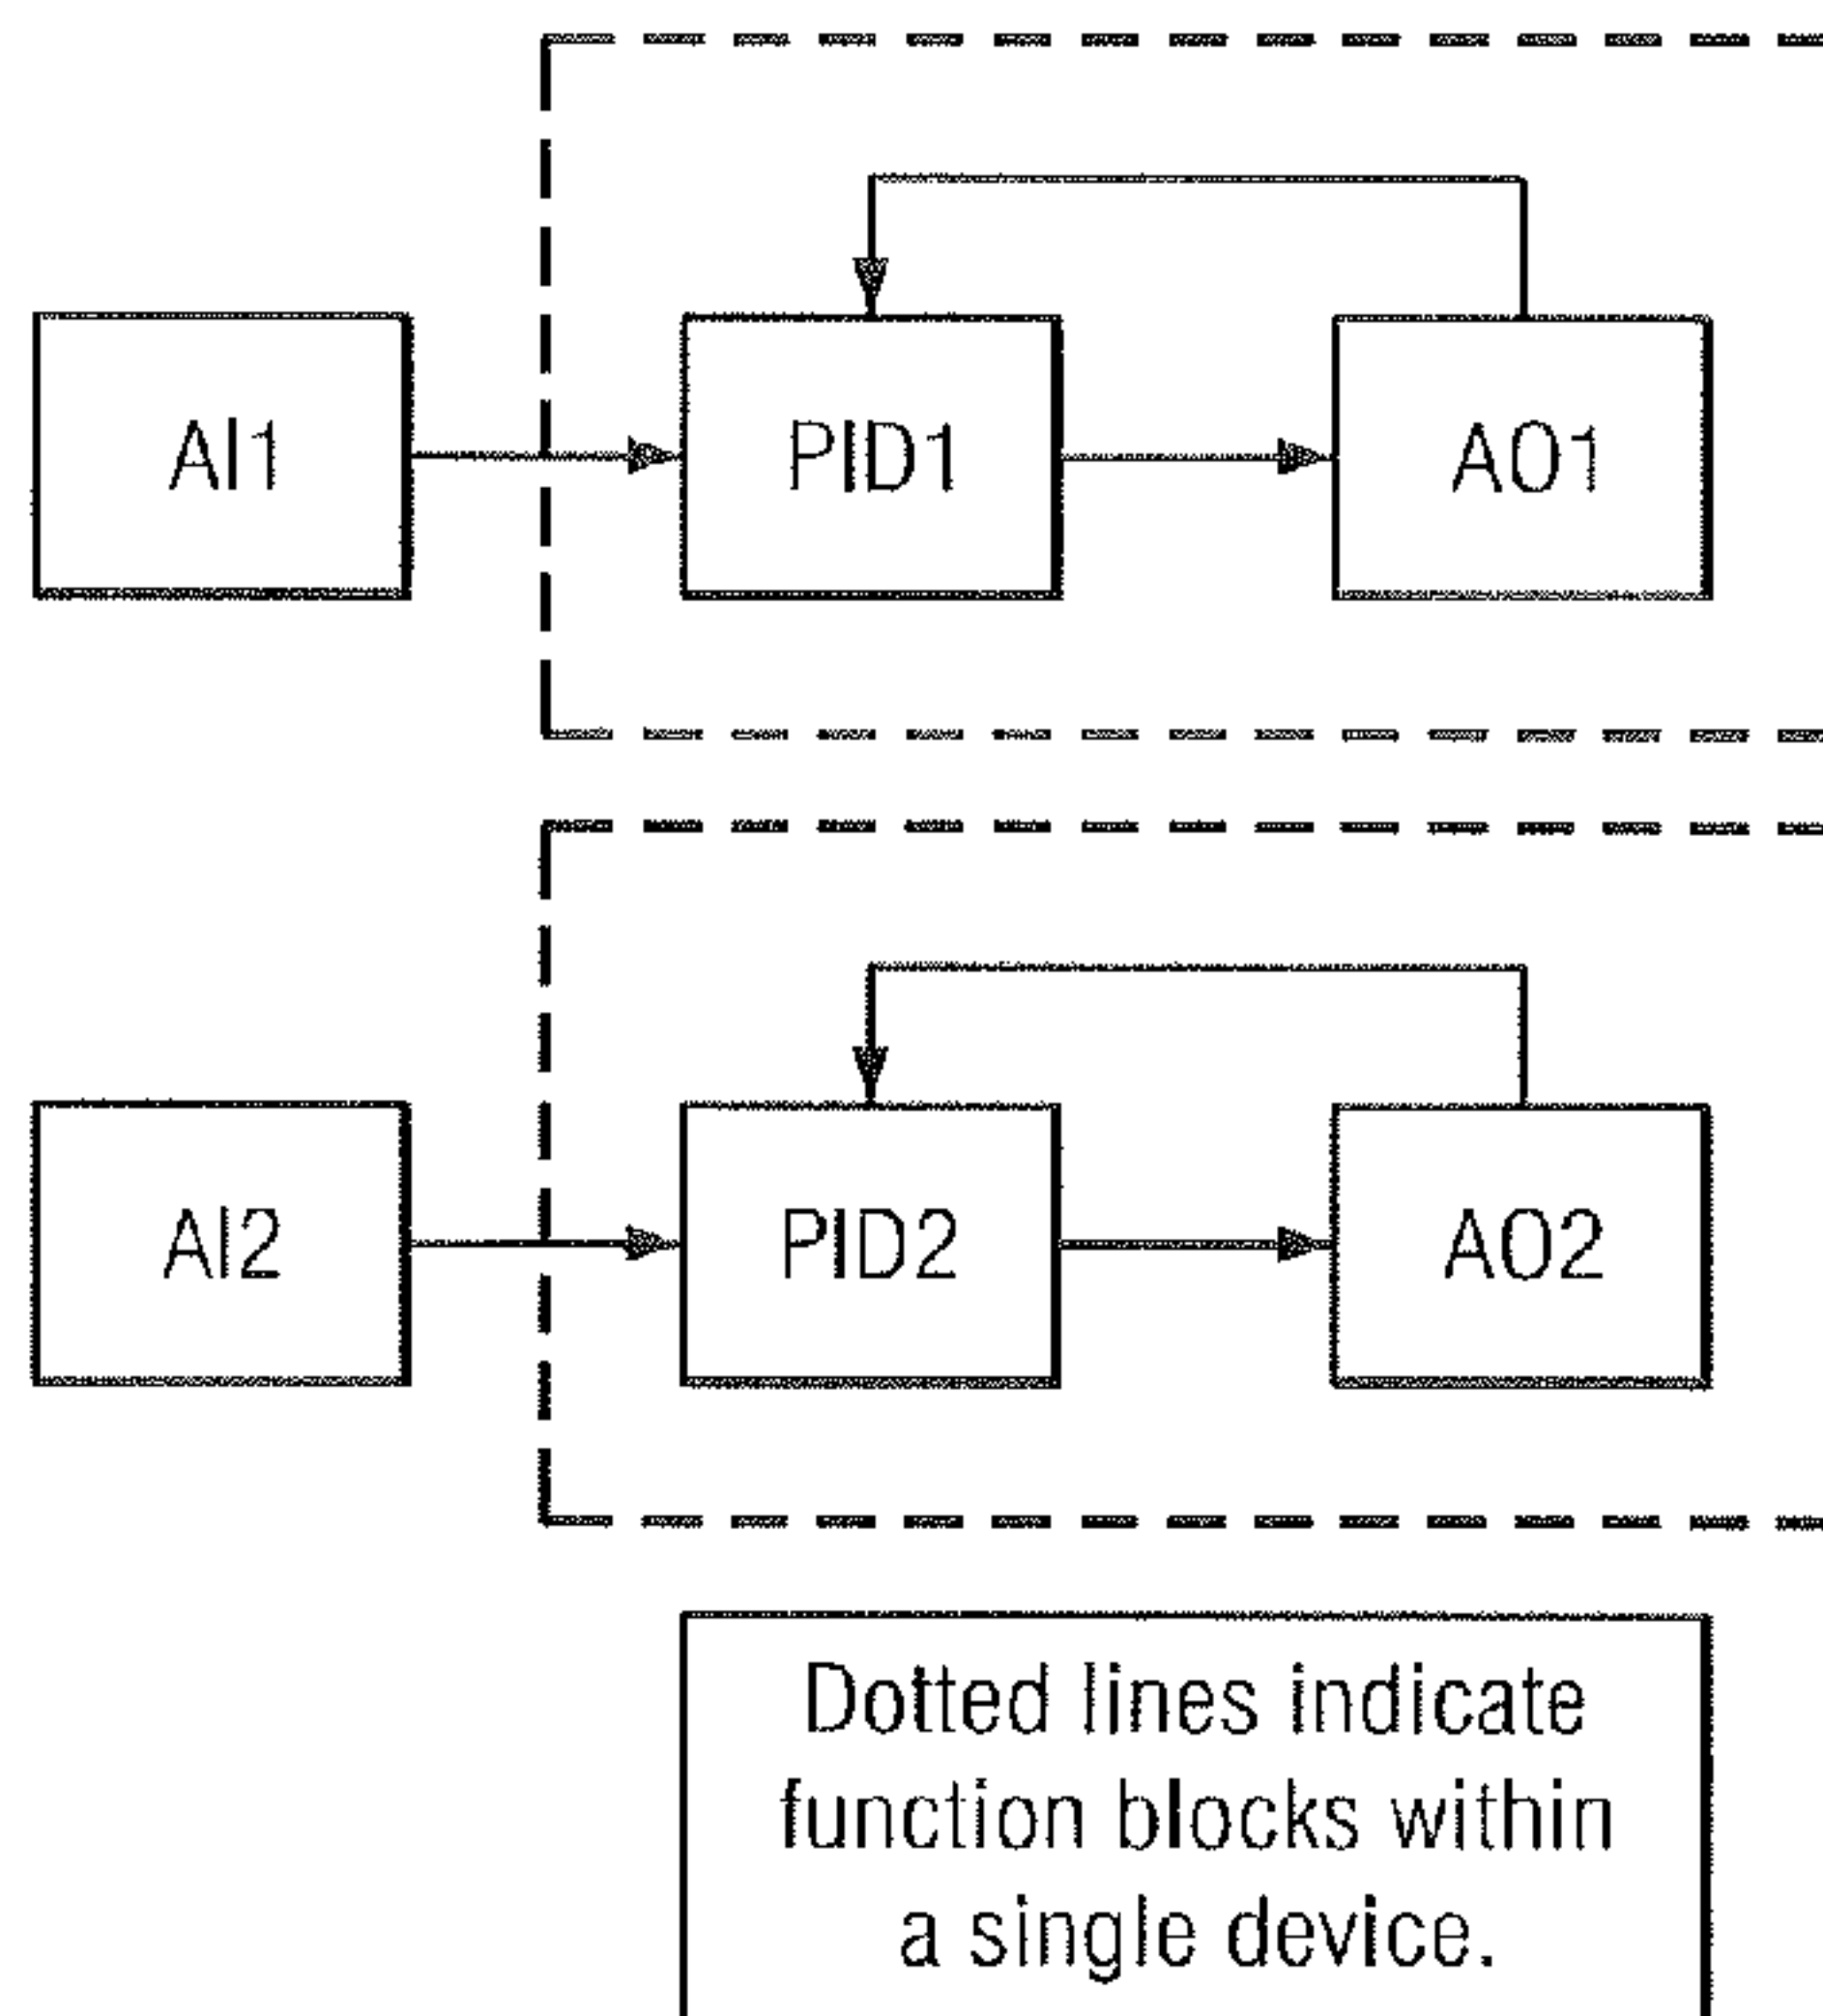 AI1
PID1
AO1
AI2
PID2
AO2
Dotted lines indicate
function blocks within
a single device.